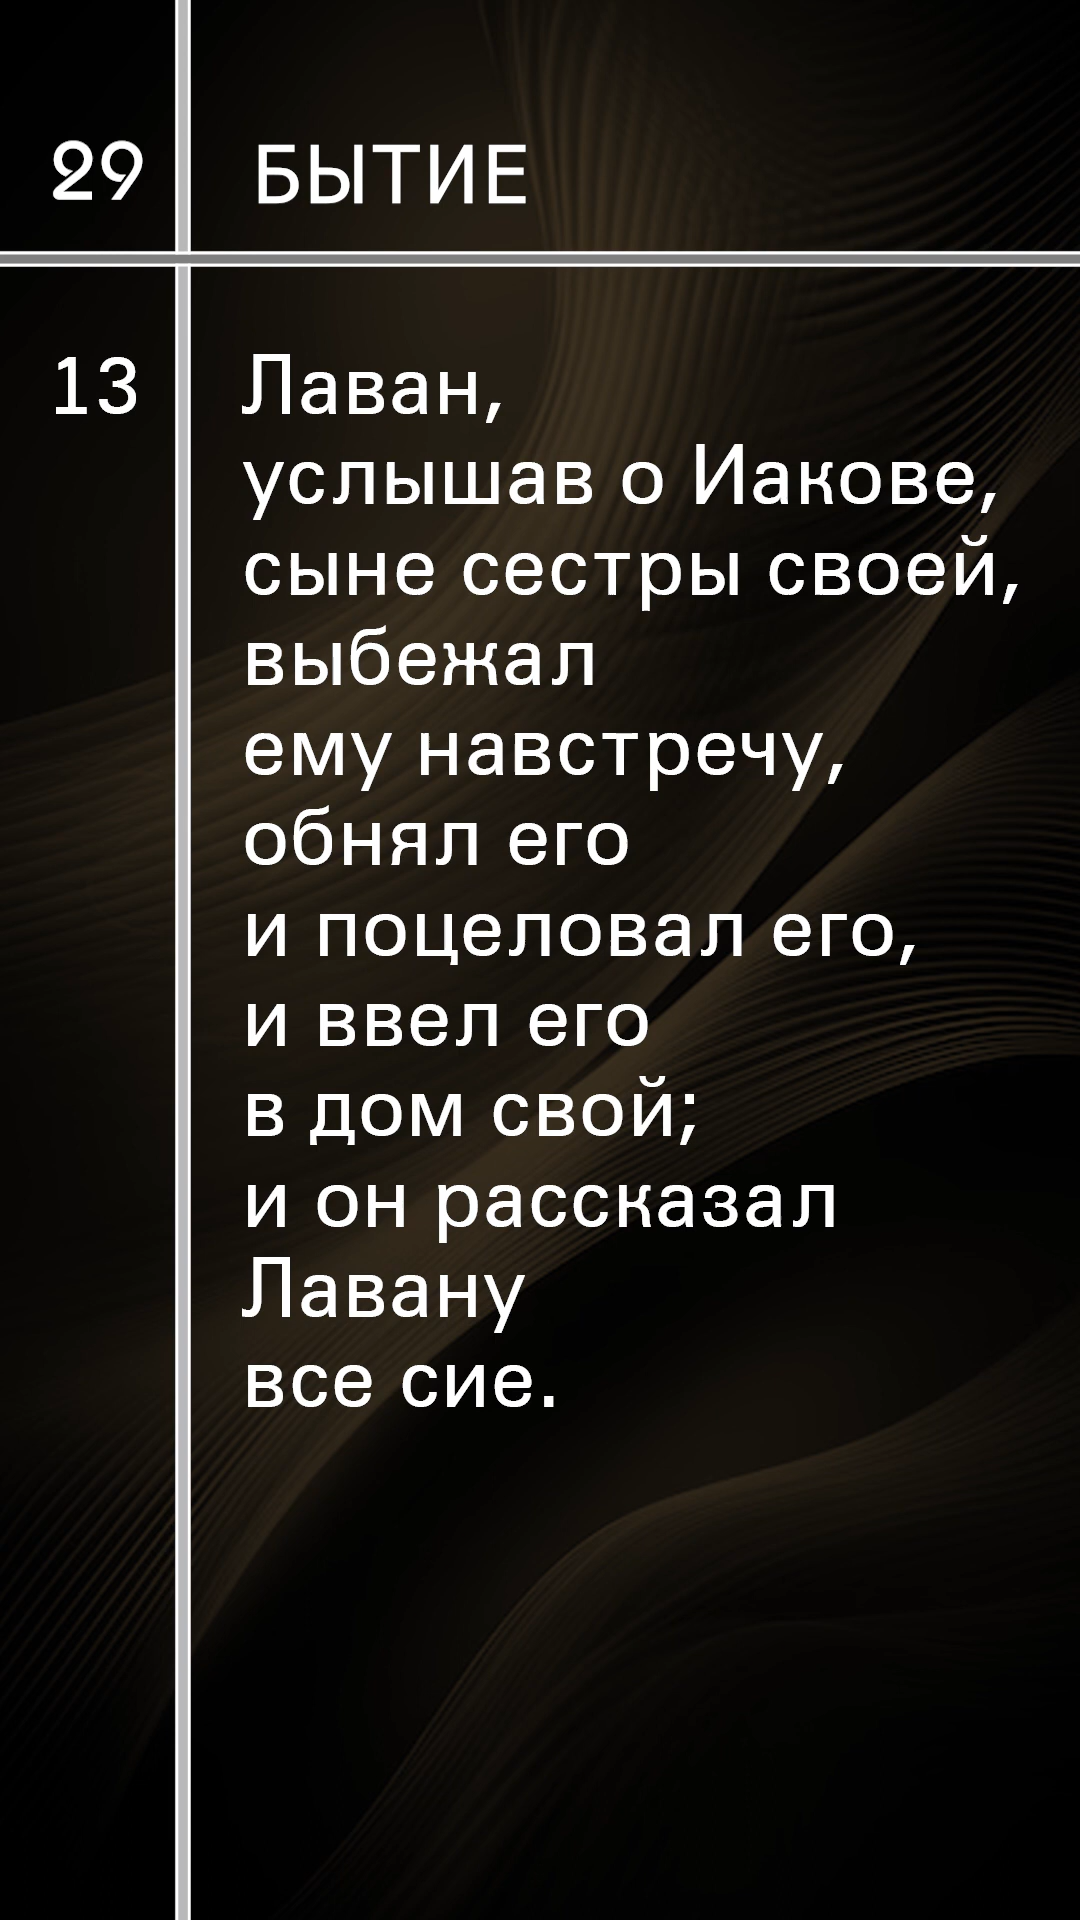 29 БЫТИЕ
13 Лаван,
услышав о Иакове,
сыне сестры своей,
выбежал
ему навстречу,
обнял его
и поцеловал его,
и ввел его
в дом свой;
и он рассказал
Лавану
все сие.